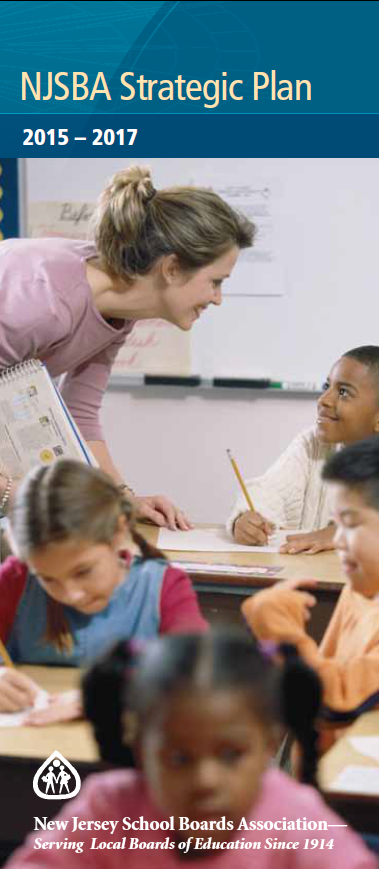 NJSBA Strategic Plan
2015 – 2017
New Jersey School Boards Association—
Serving Local Boards of Education Since 1914